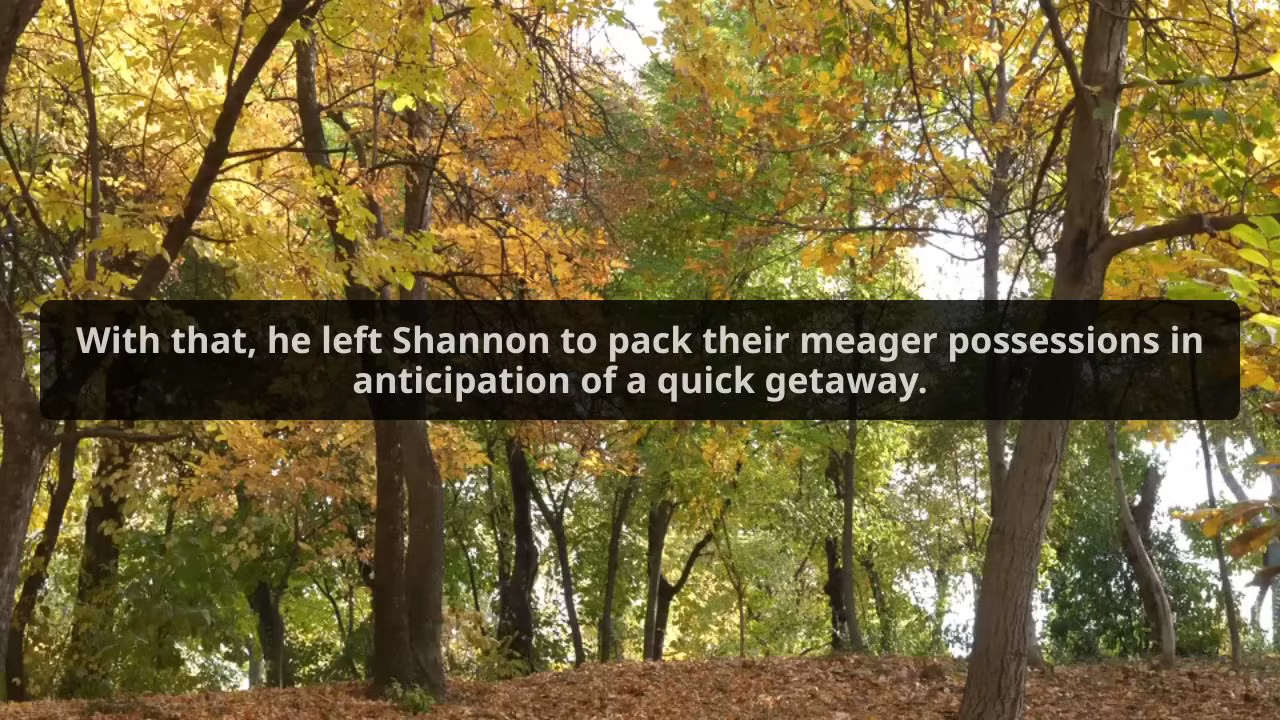 With that, he left Shannon to pack their meager possessions in
anticipation of a quick getaway.